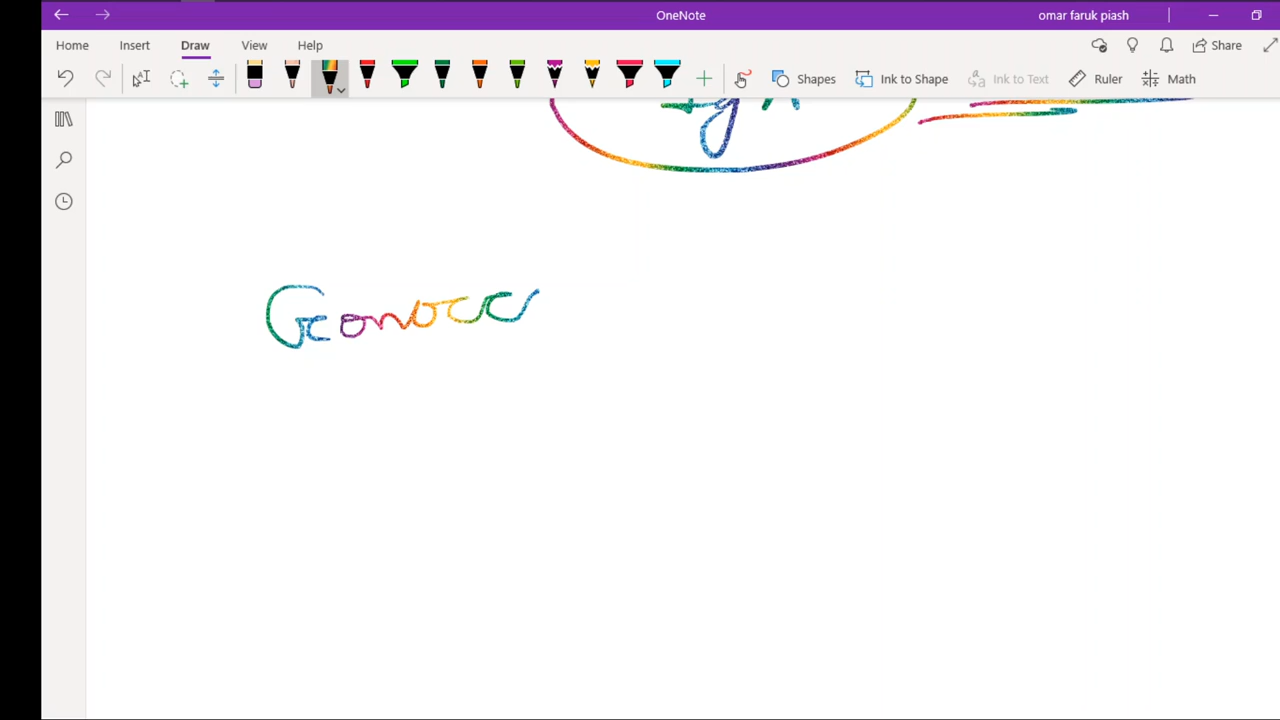 OneNote
omar faruk piash
Home Insert Draw View Help
Share
Shapes Ink to Shape Ink to Text Ruler Math
Gonocc